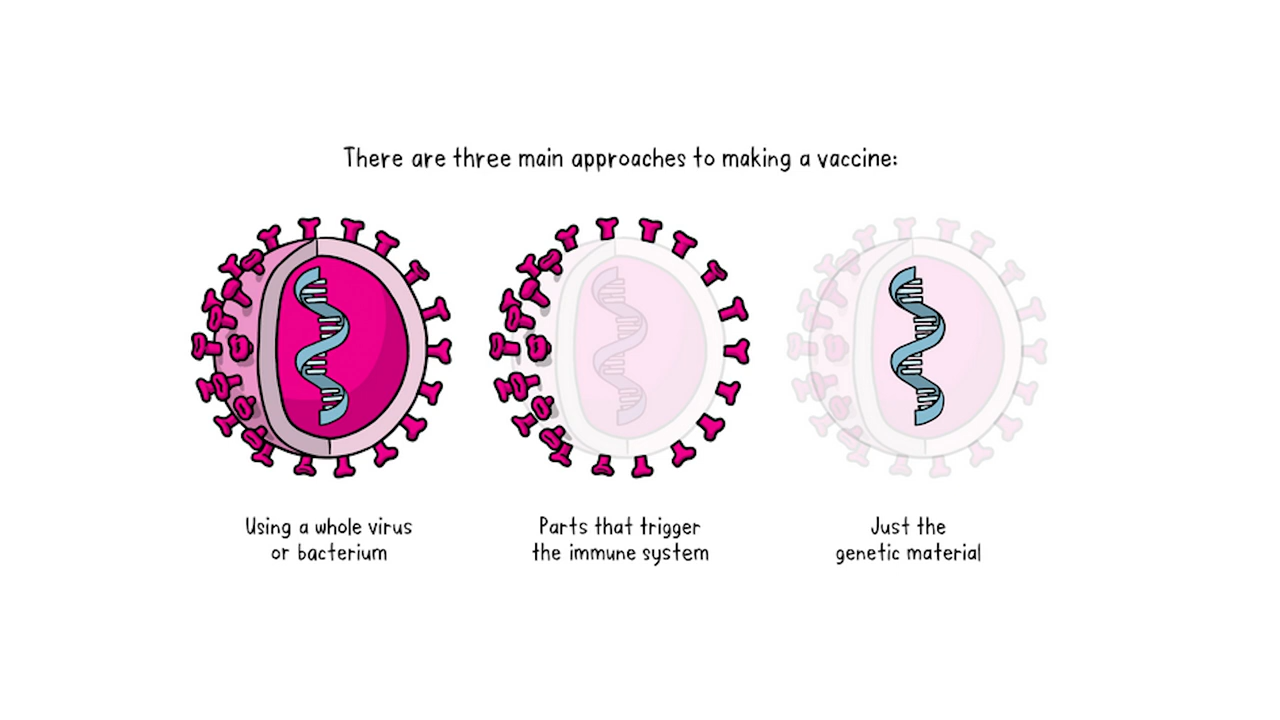 There are three main approaches to making a vaccine:
Using a whole virus
or bacterium
Parts that trigger
the immune system
Just the
genetic material